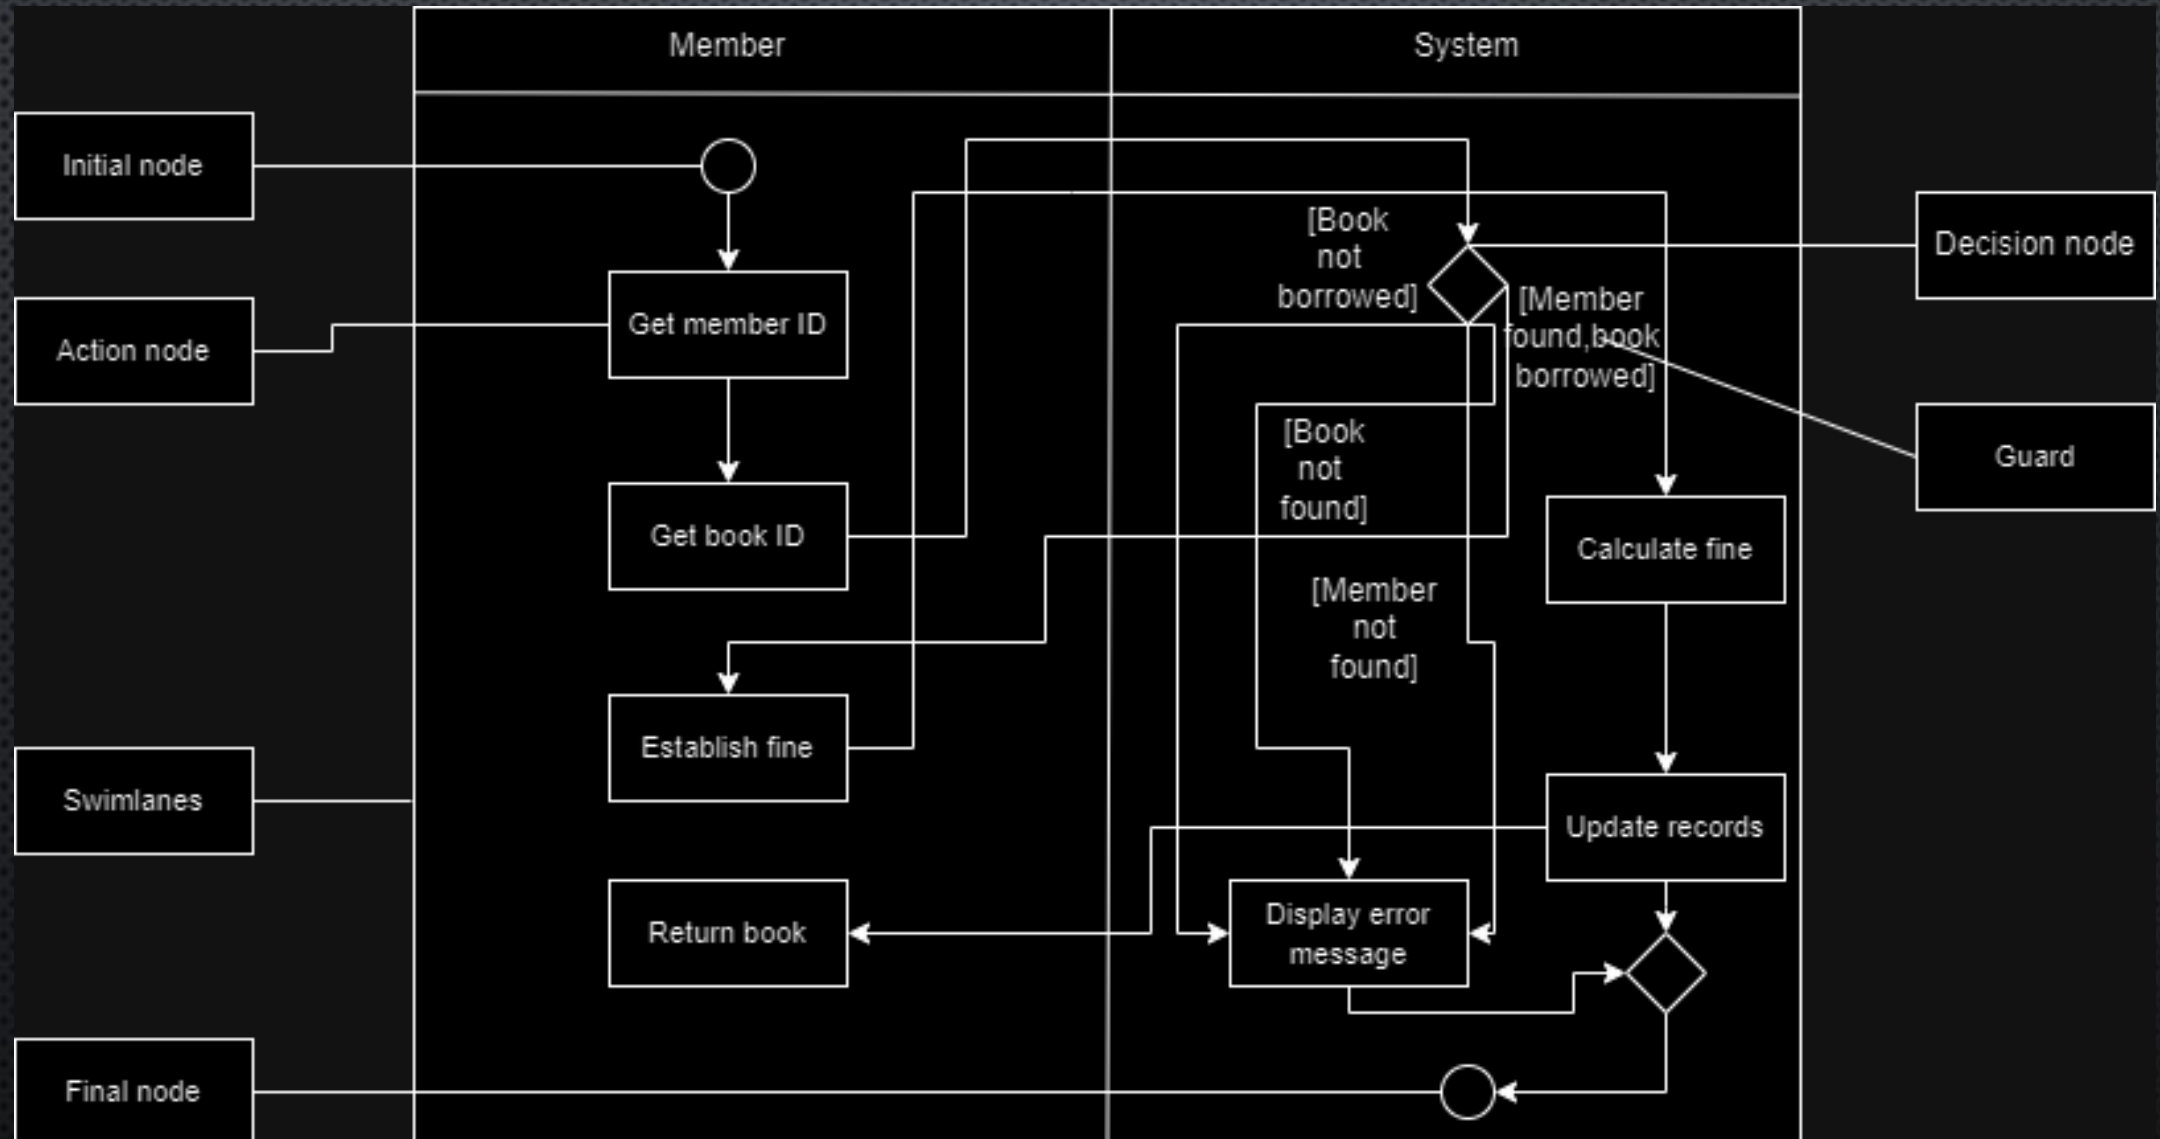 Member
System
Initial node
[Book
not
borrowed]
Decision node
Get member ID
[Member
found,book
borrowed]
Action node
[Book
not
found]
Guard
Get book ID
Calculate fine
[Member
not
found]
Establish fine
Swimlanes
Update records
Return book
Display error
message
Final node